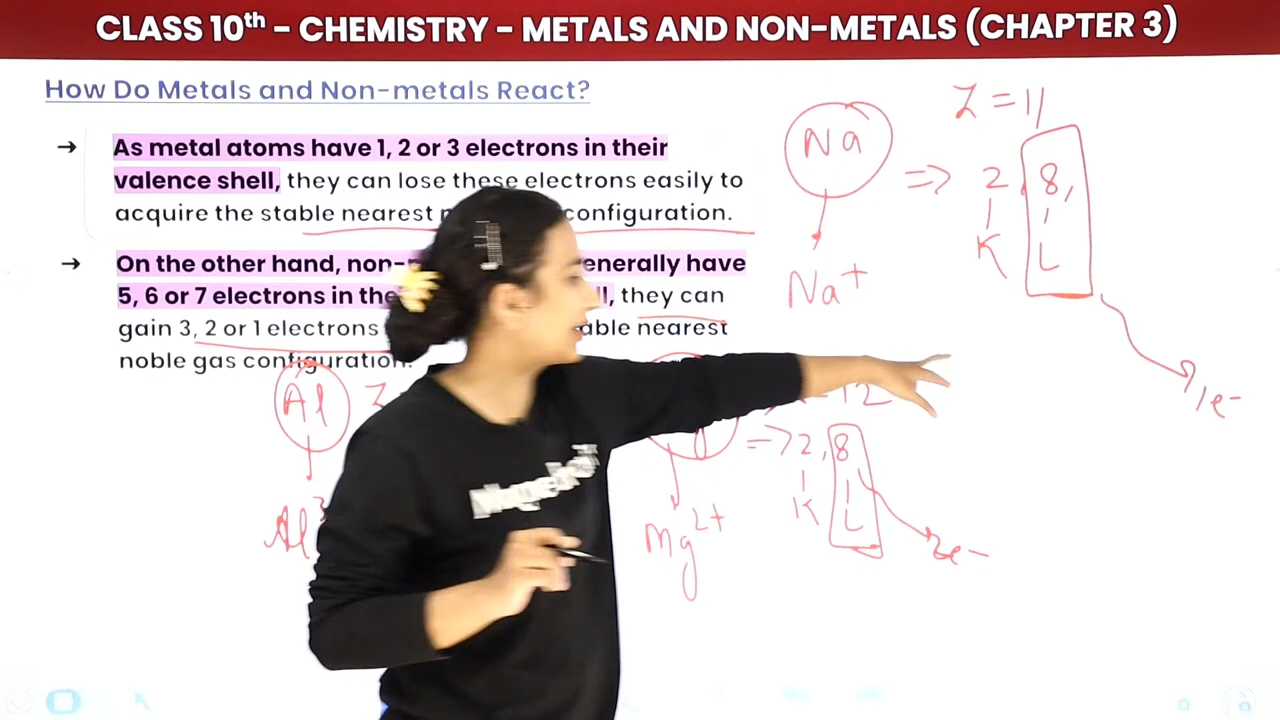 CLASS 10th - CHEMISTRY - METALS AND NON-METALS (CHAPTER 3)
How Do Metals and Non-metals React?
→ As metal atoms have 1, 2 or 3 electrons in their
valence shell, they can lose these electrons easily to
acquire the stable nearest configuration.
→ On the other hand, enerally have
5, 6 or 7 electrons in the they can
gain 3, 2 or 1 electrons nearest
noble gas configuration.
Na
Na+
Z = 11
=> 2, 8,
K L
1e-
Al
Al3
12
=> 2, 8
K L
2e-
Mg2+